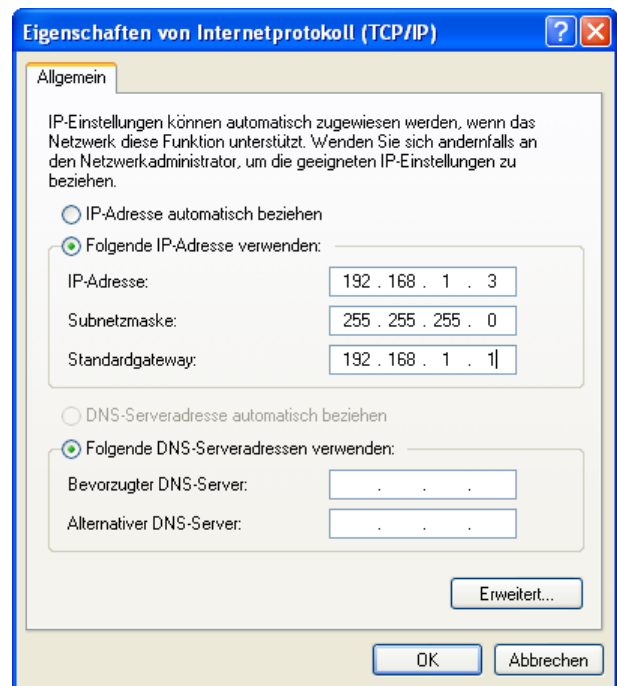 Eigenschaften von Internetprotokoll (TCP/IP)
Allgemein
IP-Einstellungen können automatisch zugewiesen werden, wenn das
Netzwerk diese Funktion unterstützt. Wenden Sie sich andernfalls an
den Netzwerkadministrator, um die geeigneten IP-Einstellungen zu
beziehen.
IP-Adresse automatisch beziehen
Folgende IP-Adresse verwenden:
IP-Adresse: 192 . 168 . 1 . 3
Subnetzmaske: 255 . 255 . 255 . 0
Standardgateway: 192 . 168 . 1 . 1
DNS-Serveradresse automatisch beziehen
Folgende DNS-Serveradressen verwenden:
Bevorzugter DNS-Server: . . .
Alternativer DNS-Server: . . .
Erweitert...
OK Abbrechen